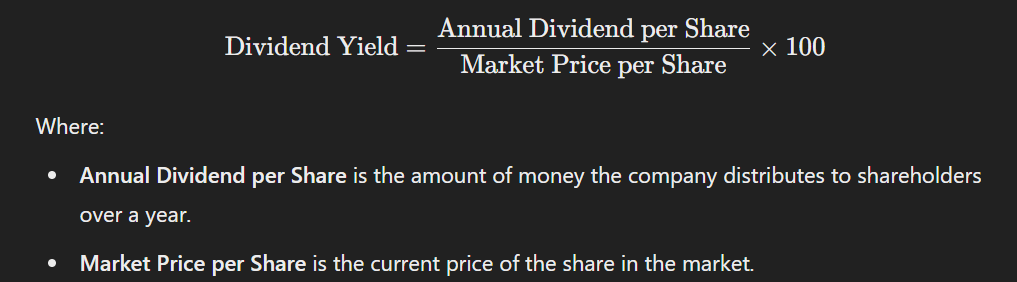 Dividend Yield = Annual Dividend per Share / Market Price per Share × 100
Where:
• Annual Dividend per Share is the amount of money the company distributes to shareholders
over a year.
• Market Price per Share is the current price of the share in the market.